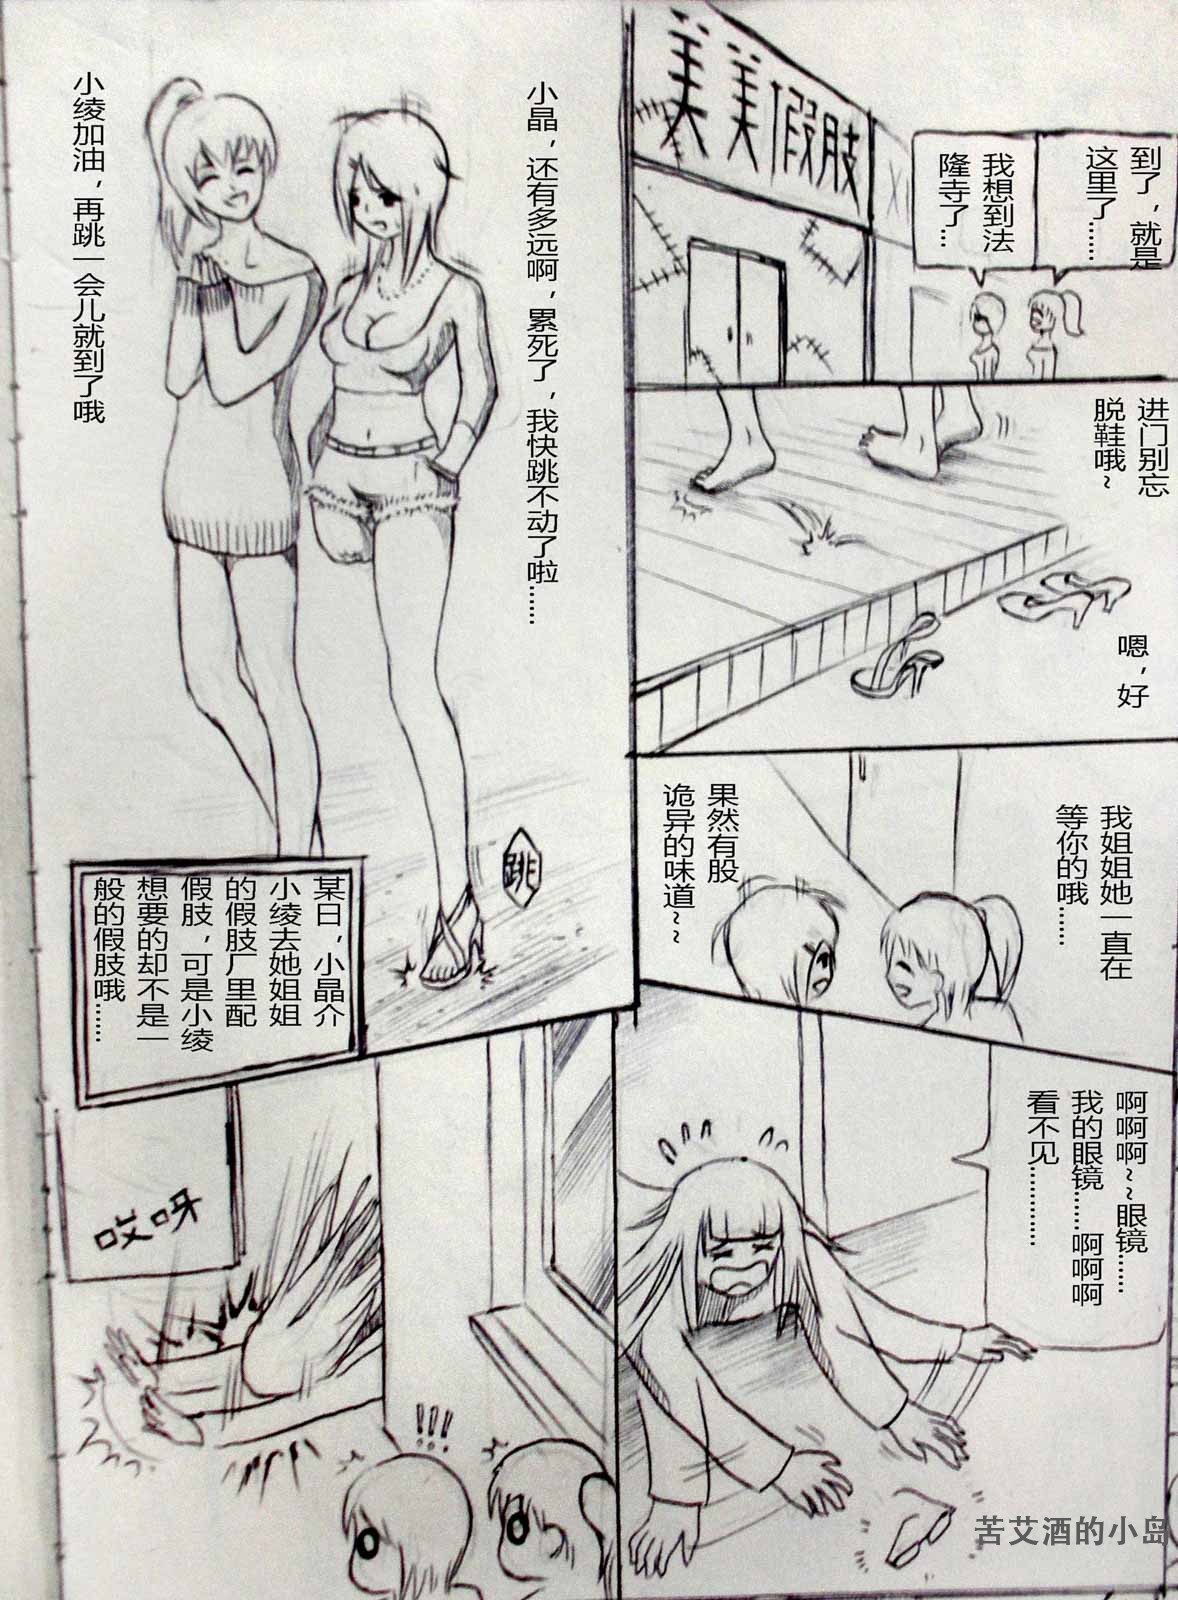 小晶，还有多远啊，累死了，我快跳不动了啦……
小绫加油，再跳一会儿就到了哦
跳
某日，小晶介
小绫去她姐姐
的假肢厂里配
假肢，可是小绫
想要的却不是一
般的假肢哦……
美美假肢
到了，就是
这里了……
我想到法
隆寺了…
进门别忘
脱鞋哦~
嗯，好
我姐姐她一直在
等你的哦……
果然有股
诡异的味道~~
哎呀
!!!
啊啊啊~~眼镜……
我的眼镜……啊啊啊
看不见…………
苦艾酒的小岛